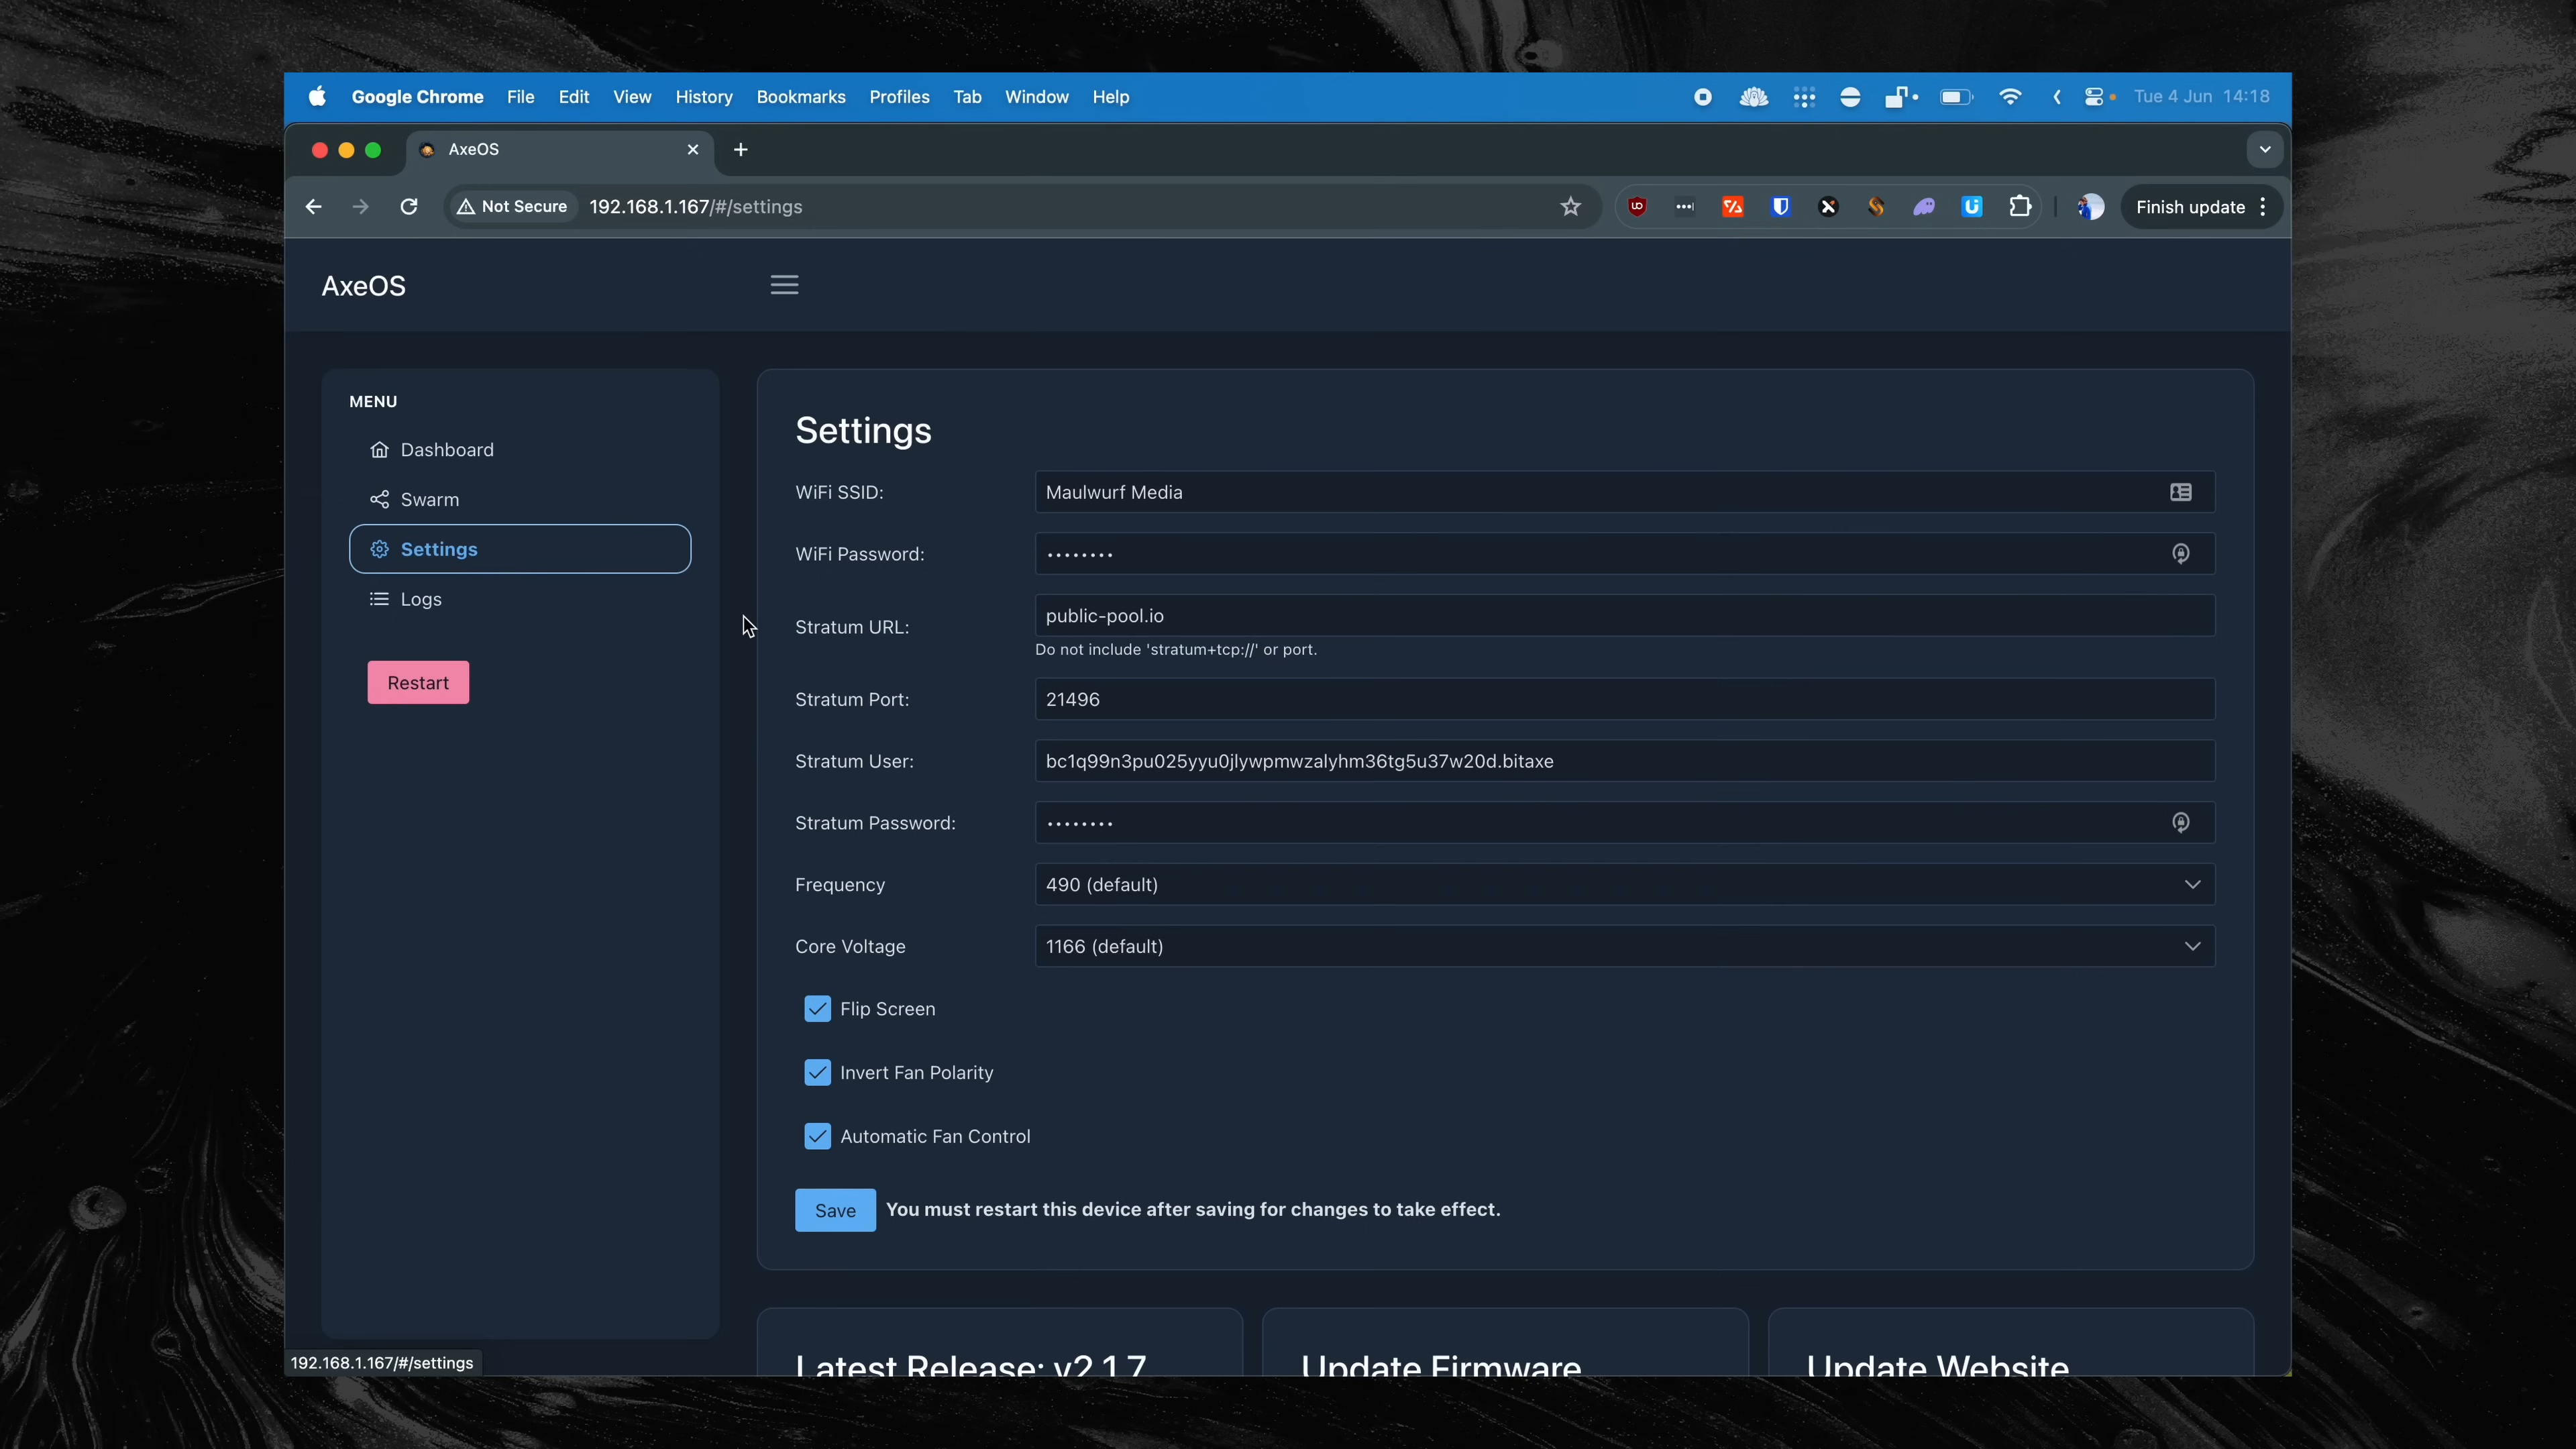 Google Chrome File Edit View History Bookmarks Profiles Tab Window Help Tue 4 Jun 14:18
AxeOS
Not Secure 192.168.1.167/#/settings Finish update
AxeOS
MENU
Dashboard
Swarm
Settings
Logs
Restart
Settings
WiFi SSID: Maulwurf Media
WiFi Password: ········
Stratum URL: public-pool.io
Do not include 'stratum+tcp://' or port.
Stratum Port: 21496
Stratum User: bc1q99n3pu025yyu0jlywpmwzalyhm36tg5u37w20d.bitaxe
Stratum Password: ········
Frequency 490 (default)
Core Voltage 1166 (default)
Flip Screen
Invert Fan Polarity
Automatic Fan Control
Save You must restart this device after saving for changes to take effect.
Latest Release: v2.1.7 Update Firmware Update Website
192.168.1.167/#/settings